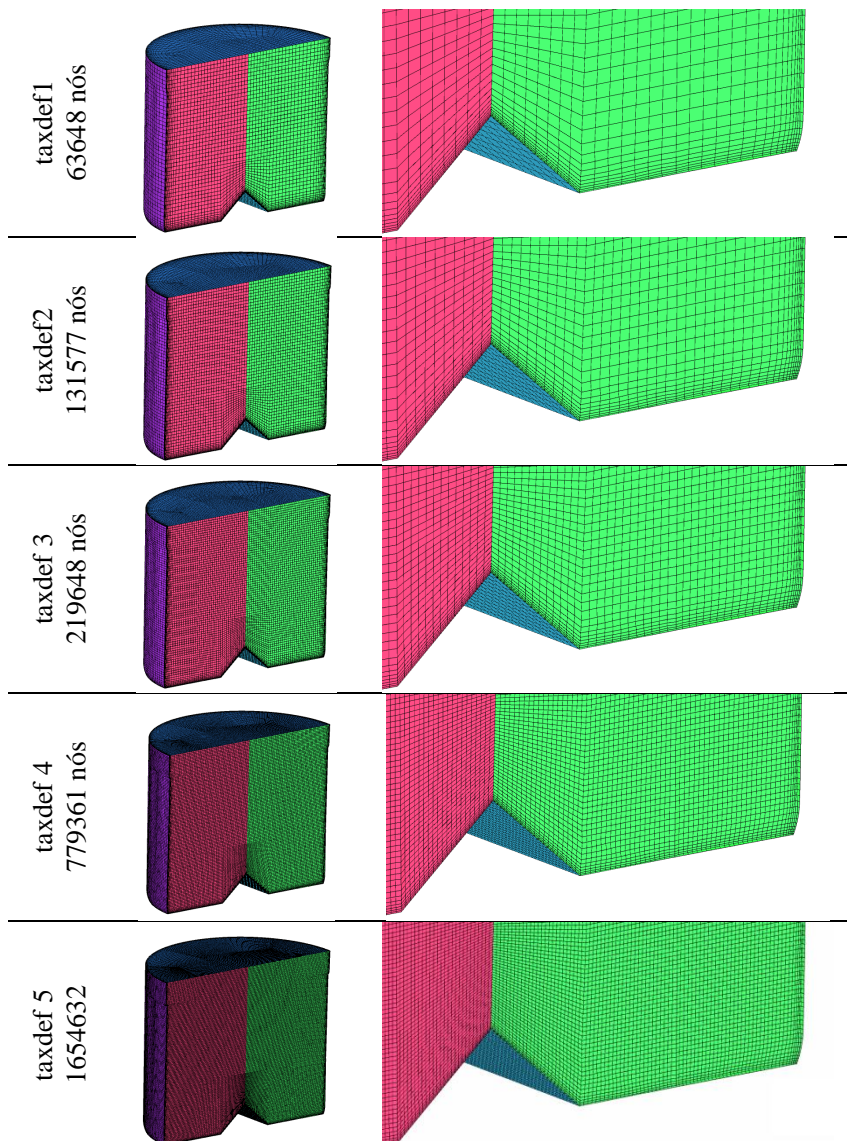 taxdef1
63648 nós
taxdef2
131577 nós
taxdef 3
219648 nós
taxdef 4
779361 nós
taxdef 5
1654632